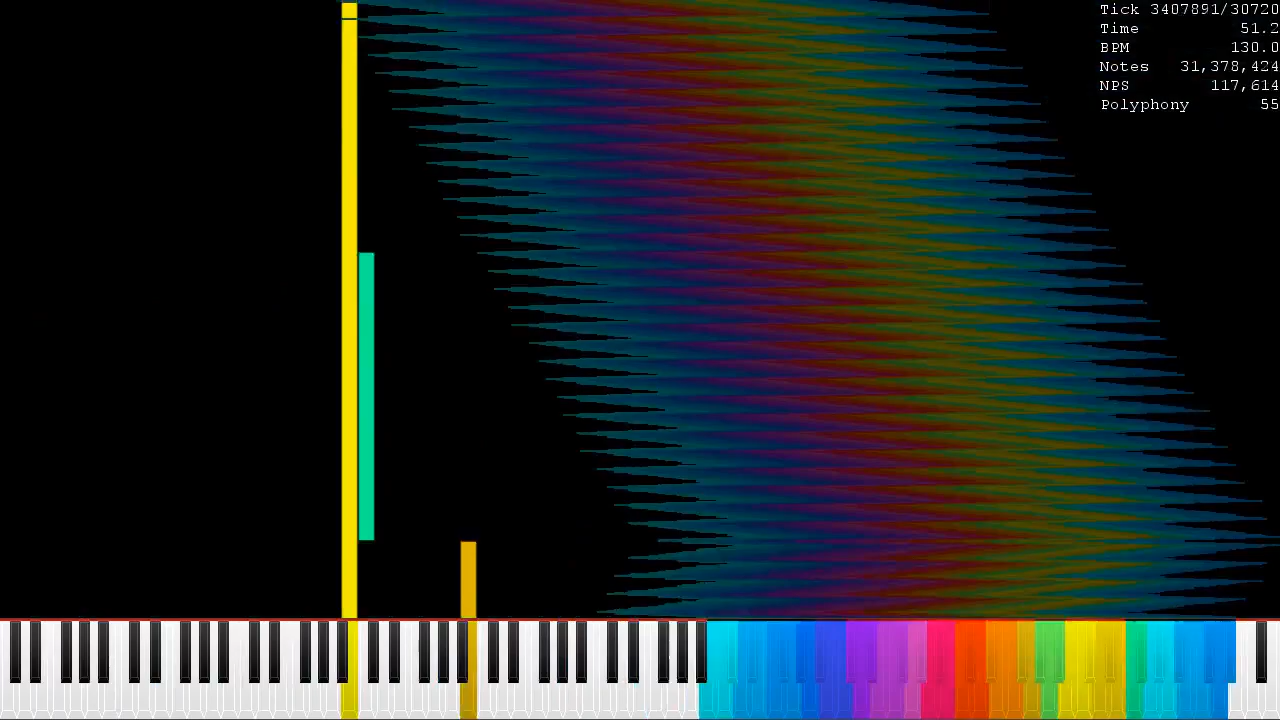 Tick 3407891/30720
Time 51.2
BPM 130.0
Notes 31,378,424
NPS 117,614
Polyphony 55